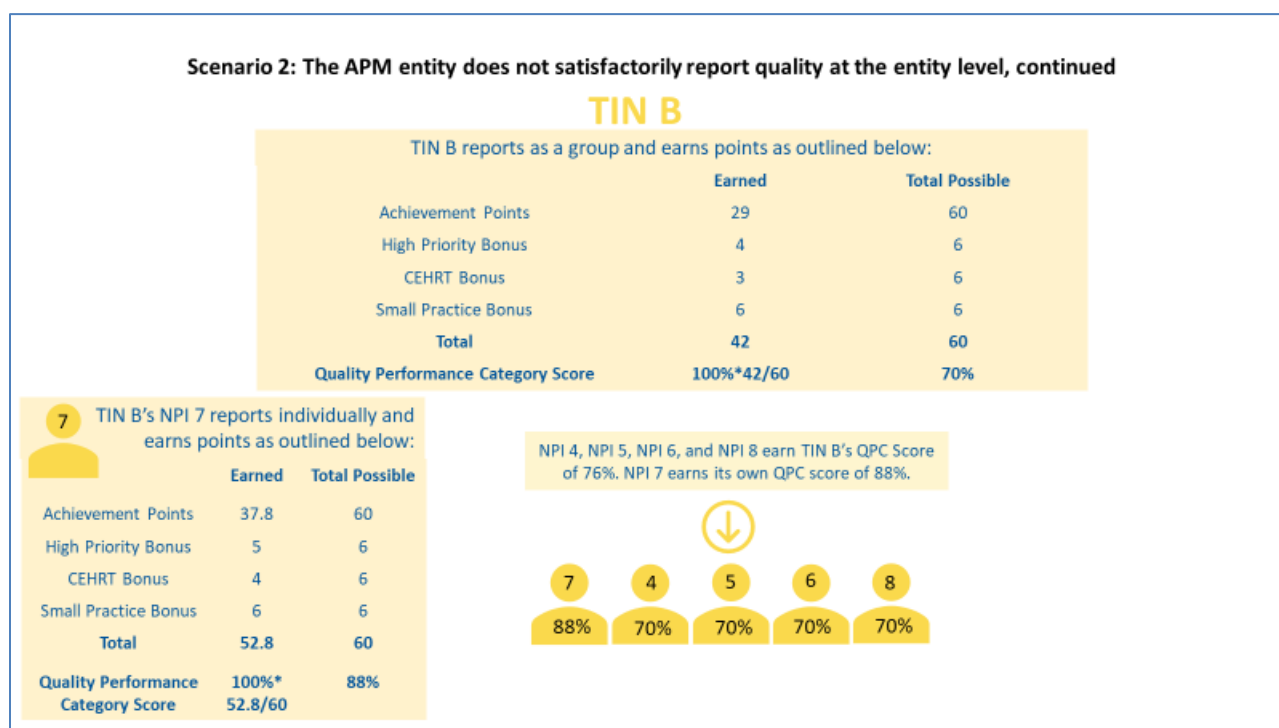 Scenario 2: The APM entity does not satisfactorily report quality at the entity level, continued
TIN B
TIN B reports as a group and earns points as outlined below:
Earned Total Possible
Achievement Points 29 60
High Priority Bonus 4 6
CEHRT Bonus 3 6
Small Practice Bonus 6 6
Total 42 60
Quality Performance Category Score 100%*42/60 70%
7
TIN B's NPI 7 reports individually and
earns points as outlined below:
Earned Total Possible
Achievement Points 37.8 60
High Priority Bonus 5 6
CEHRT Bonus 4 6
Small Practice Bonus 6 6
Total 52.8 60
Quality Performance 100%* 88%
Category Score 52.8/60
NPI 4, NPI 5, NPI 6, and NPI 8 earn TIN B's QPC Score
of 76%. NPI 7 earns its own QPC score of 88%.
7 4 5 6 8
88% 70% 70% 70% 70%